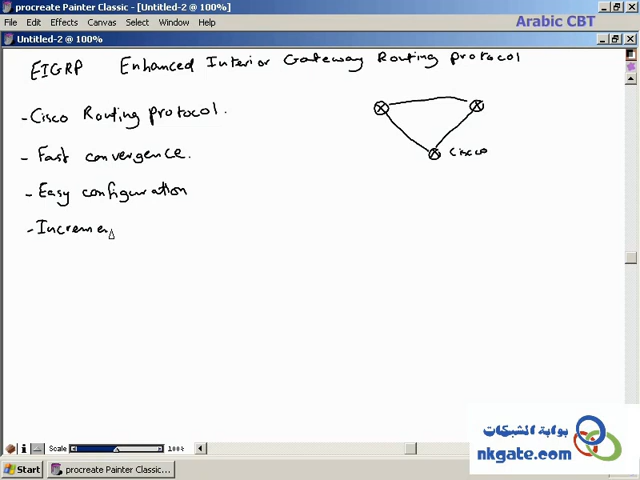 procreate Painter Classic - [Untitled-2 @ 100%]
File Edit Effects Canvas Select Window Help
Arabic CBT
Untitled-2 @ 100%
EIGRP Enhanced Interior Gateway Routing protocol
- Cisco Routing protocol.
- Fast convergence.
- Easy configuration
- Increme
Cisco
بوابة الشبكات
nkgate.com
Scale 100%
Start procreate Painter Classic...